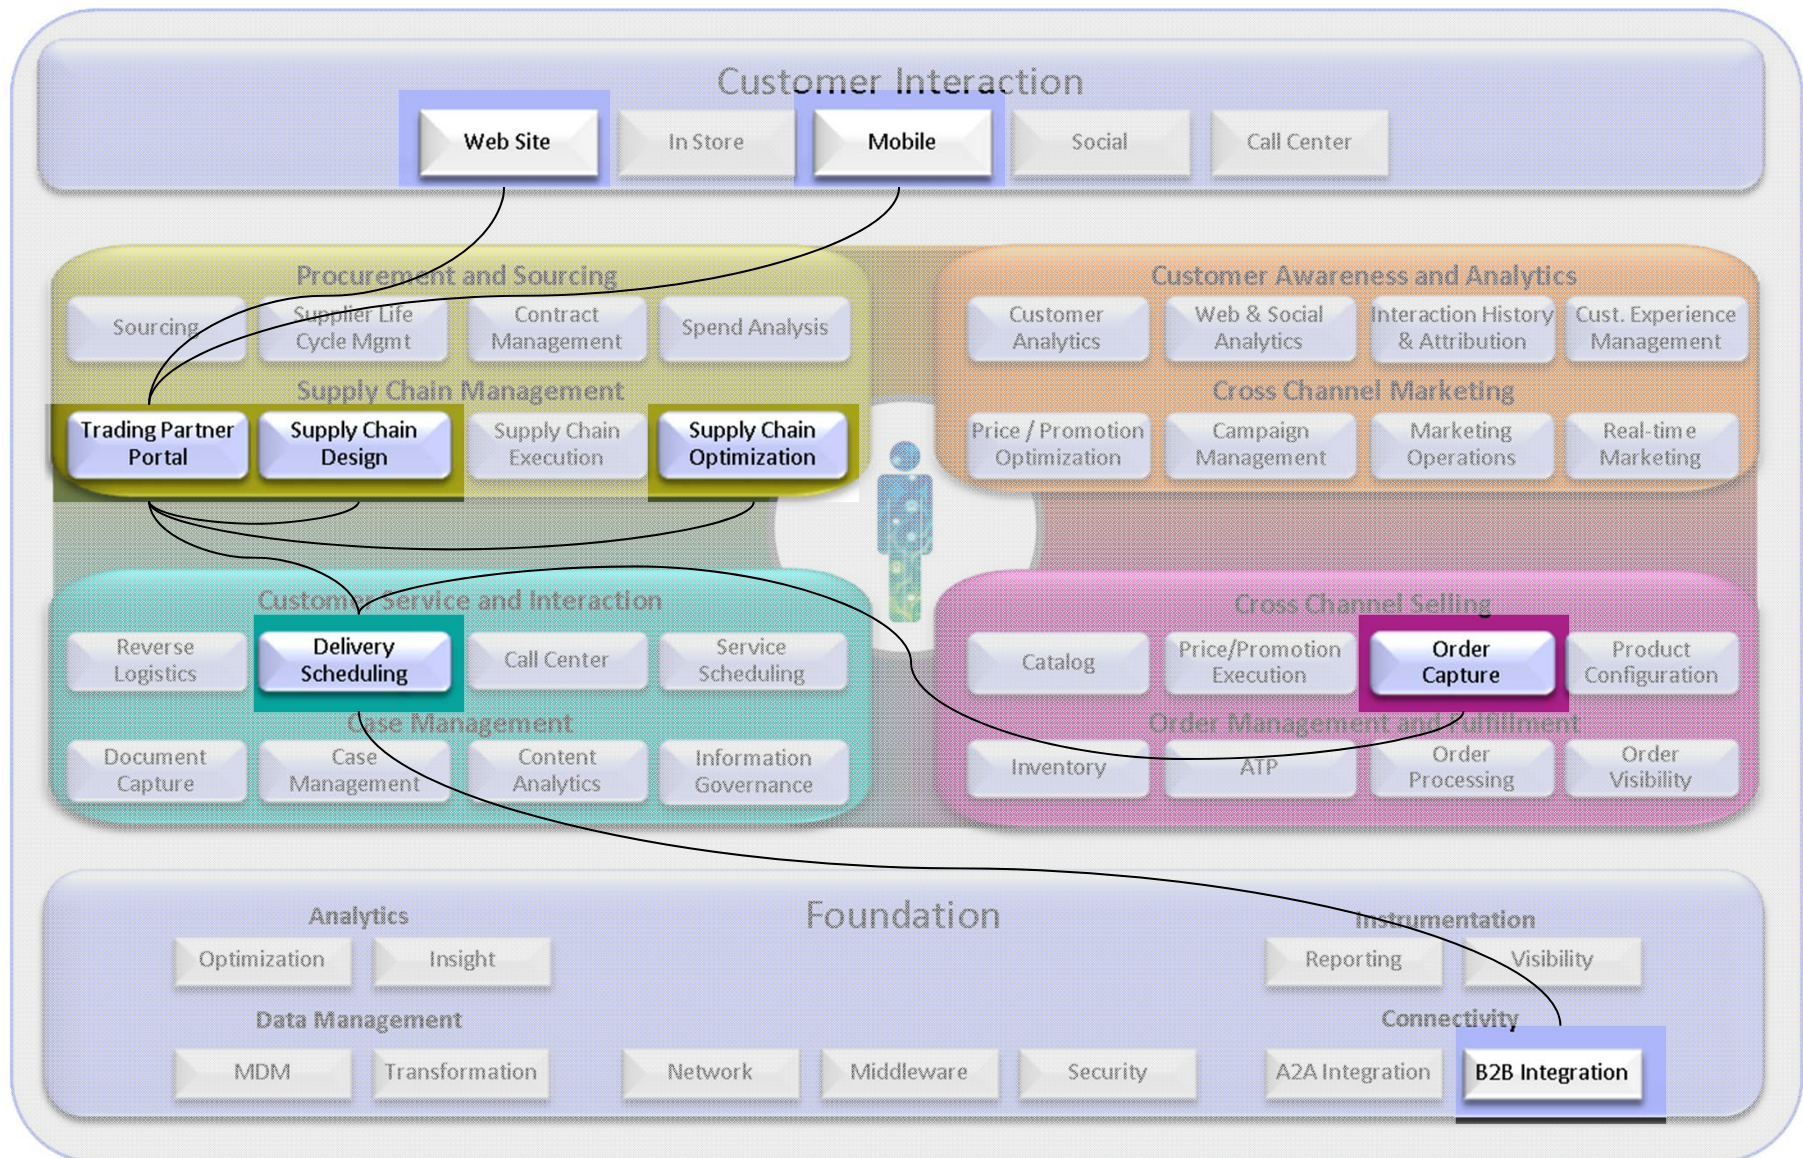 Customer Interaction
Web Site
In Store
Mobile
Social
Call Center
Procurement and Sourcing
Sourcing
Supplier Life
Cycle Mgmt
Contract
Management
Spend Analysis
Supply Chain Management
Trading Partner
Portal
Supply Chain
Design
Supply Chain
Execution
Supply Chain
Optimization
Customer Awareness and Analytics
Customer
Analytics
Web & Social
Analytics
Interaction History
& Attribution
Cust. Experience
Management
Cross Channel Marketing
Price / Promotion
Optimization
Campaign
Management
Marketing
Operations
Real-time
Marketing
Customer Service and Interaction
Reverse
Logistics
Delivery
Scheduling
Call Center
Service
Scheduling
Case Management
Document
Capture
Case
Management
Content
Analytics
Information
Governance
Cross Channel Selling
Catalog
Price/Promotion
Execution
Order
Capture
Product
Configuration
Order Management and Fulfillment
Inventory
ATP
Order
Processing
Order
Visibility
Foundation
Analytics
Optimization
Insight
Data Management
MDM
Transformation
Network
Middleware
Security
Instrumentation
Reporting
Visibility
Connectivity
A2A Integration
B2B Integration